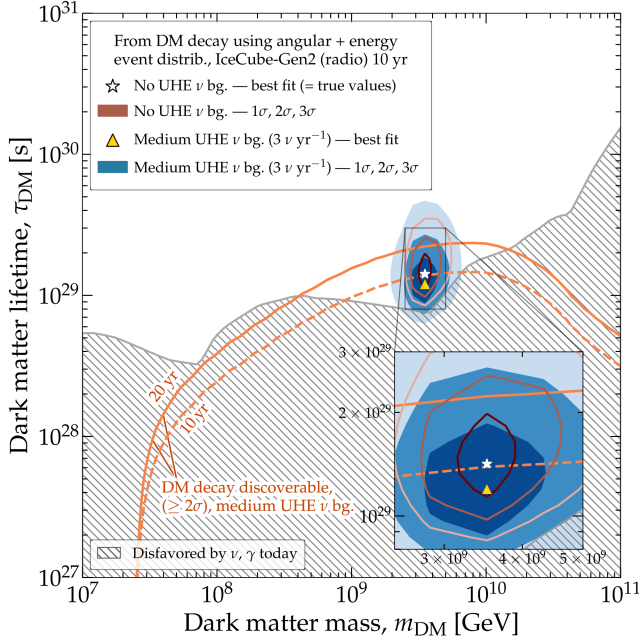 10³¹
10³⁰
10²⁹
10²⁸
10²⁷
Dark matter lifetime, τ_DM [s]
From DM decay using angular + energy
event distrib., IceCube-Gen2 (radio) 10 yr
No UHE ν bg. — best fit (= true values)
No UHE ν bg. — 1σ, 2σ, 3σ
Medium UHE ν bg. (3 ν yr⁻¹) — best fit
Medium UHE ν bg. (3 ν yr⁻¹) — 1σ, 2σ, 3σ
20 yr
10 yr
DM decay discoverable,
(≥ 2σ), medium UHE ν bg.
3 × 10²⁹
2 × 10²⁹
10²⁹
3 × 10⁹ 4 × 10⁹ 5 × 10⁹
Disfavored by ν, γ today
10⁷ 10⁸ 10⁹ 10¹⁰ 10¹¹
Dark matter mass, m_DM [GeV]